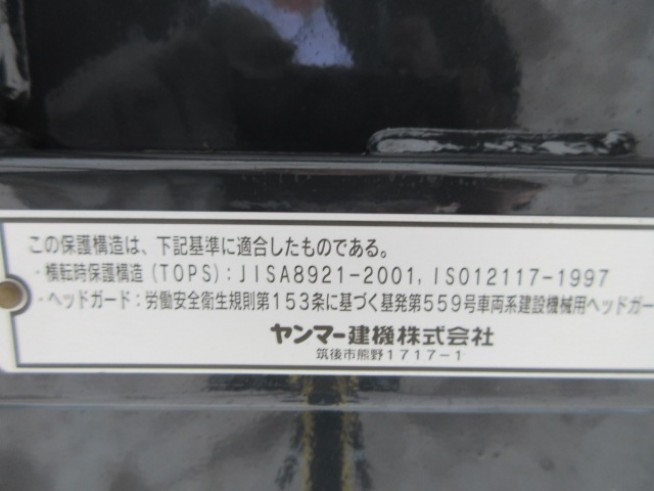 この保護構造は、下記基準に適合したものである。
・横転時保護構造(TOPS):JISA8921-2001,ISO12117-1997
・ヘッドガード:労働安全衛生規則第153条に基づく基発第559号車両系建設機械用ヘッドガー
ヤンマー建機株式会社
筑後市熊野1717-1